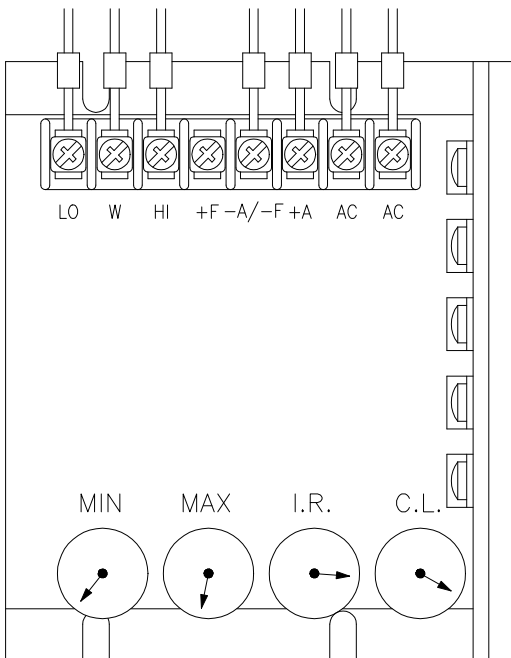 LO W HI +F -A/-F +A AC AC
MIN MAX I.R. C.L.